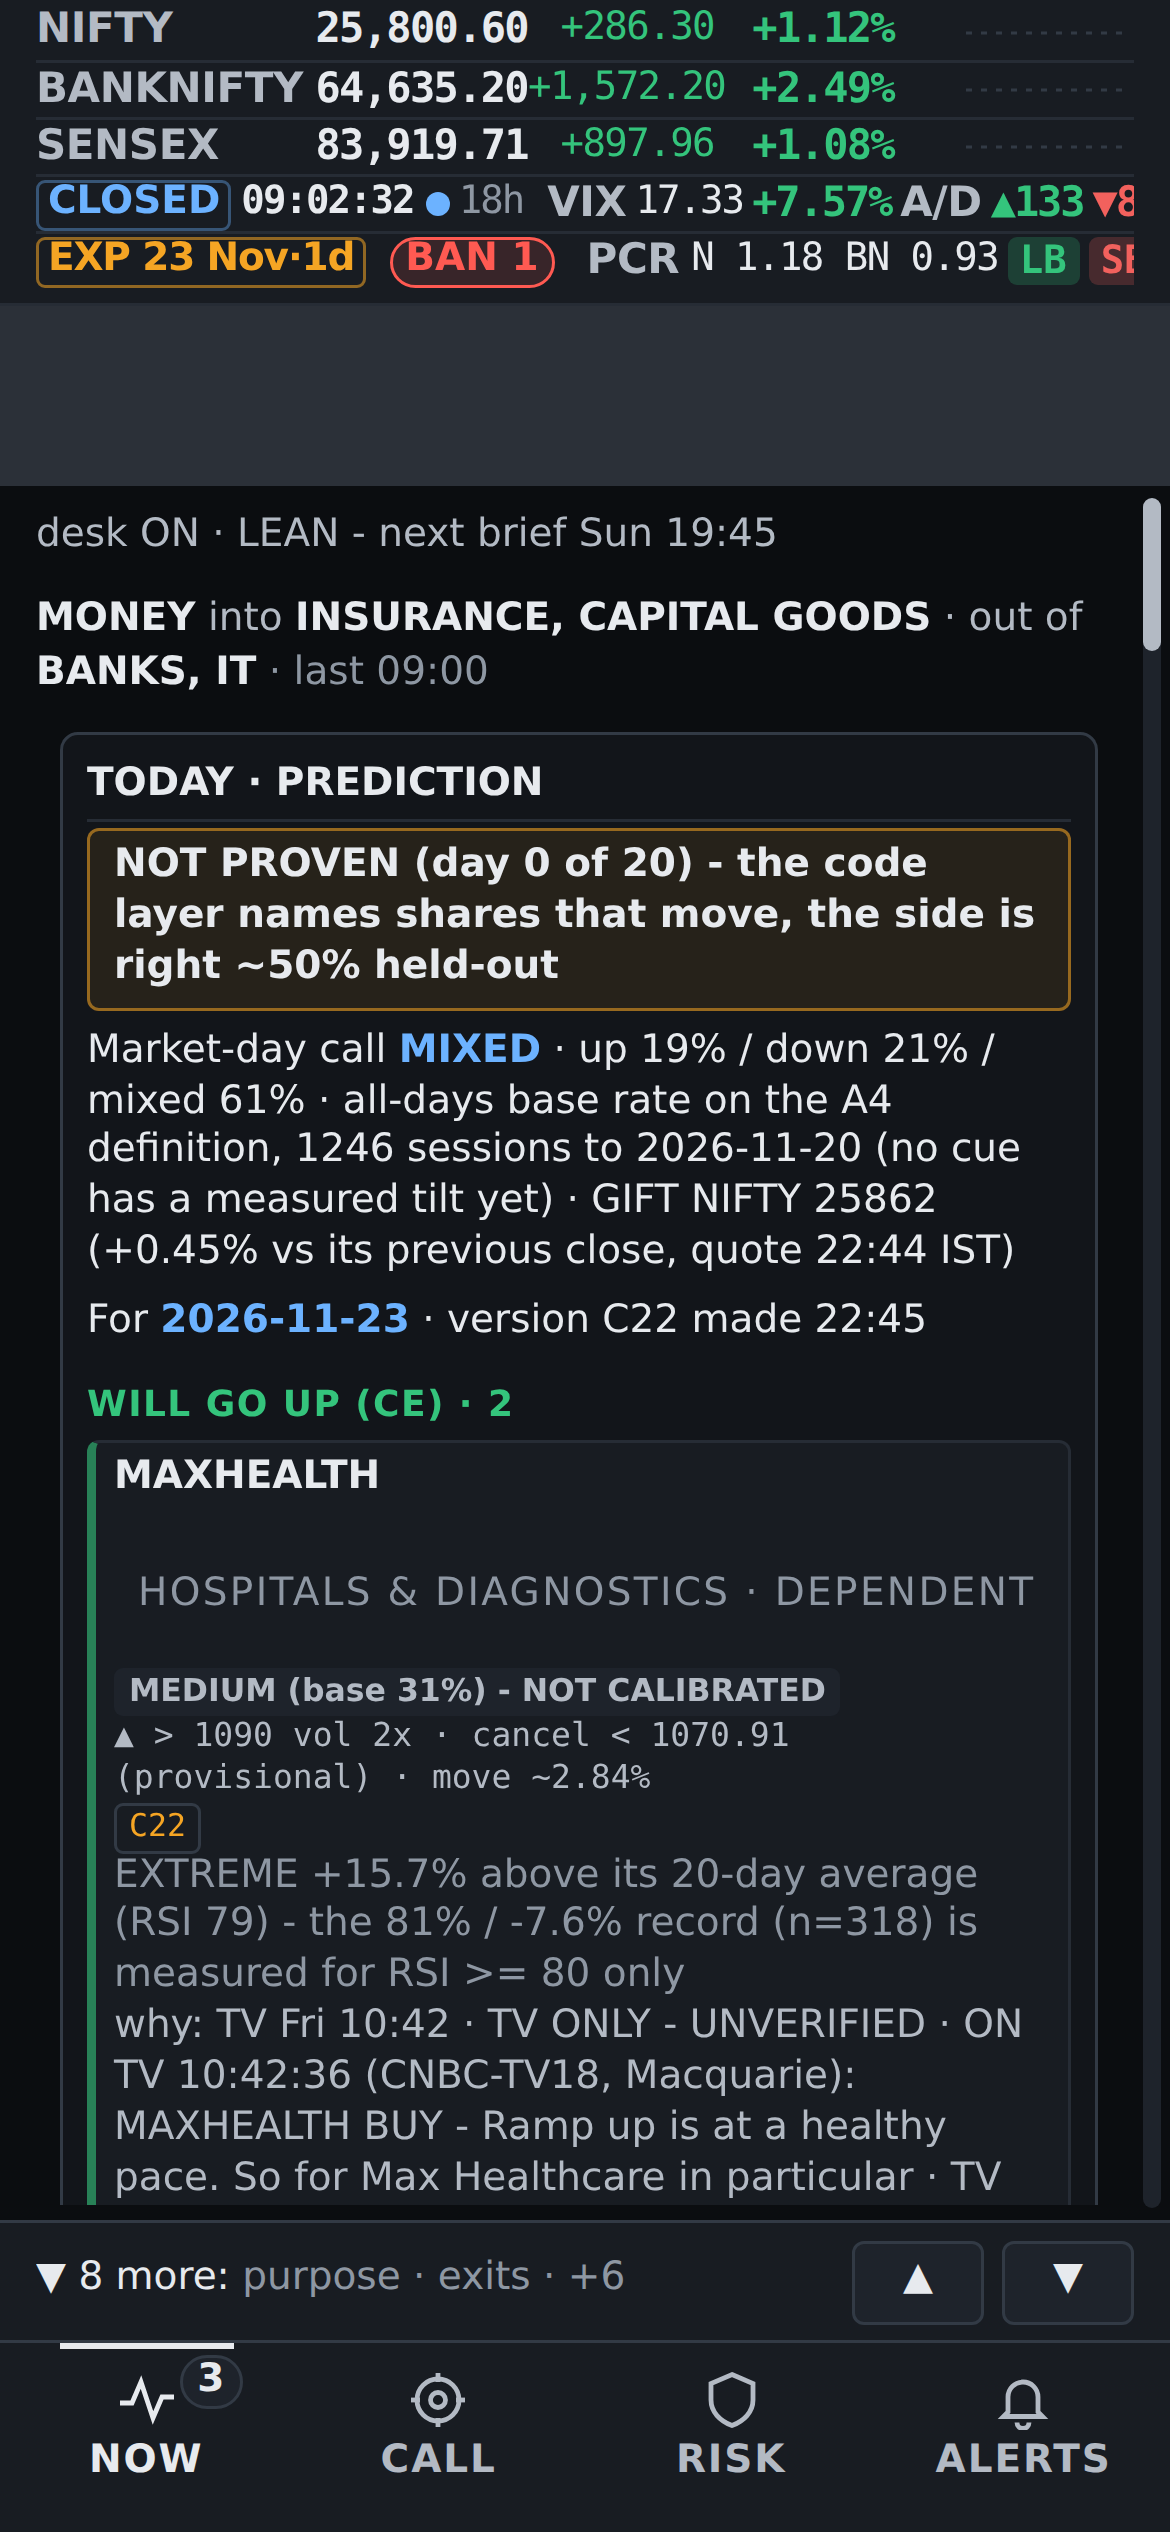 NIFTY 25,800.60 +286.30 +1.12%
BANKNIFTY 64,635.20 +1,572.20 +2.49%
SENSEX 83,919.71 +897.96 +1.08%
CLOSED 09:02:32 ● 18h VIX 17.33 +7.57% A/D ▲133 ▼8
EXP 23 Nov·1d BAN 1 PCR N 1.18 BN 0.93 LB
desk ON · LEAN - next brief Sun 19:45
MONEY into INSURANCE, CAPITAL GOODS · out of
BANKS, IT · last 09:00
TODAY · PREDICTION
NOT PROVEN (day 0 of 20) - the code
layer names shares that move, the side is
right ~50% held-out
Market-day call MIXED · up 19% / down 21% /
mixed 61% · all-days base rate on the A4
definition, 1246 sessions to 2026-11-20 (no cue
has a measured tilt yet) · GIFT NIFTY 25862
(+0.45% vs its previous close, quote 22:44 IST)
For 2026-11-23 · version C22 made 22:45
WILL GO UP (CE) · 2
MAXHEALTH
HOSPITALS & DIAGNOSTICS · DEPENDENT
MEDIUM (base 31%) - NOT CALIBRATED
▲ > 1090 vol 2x · cancel < 1070.91
(provisional) · move ~2.84%
C22
EXTREME +15.7% above its 20-day average
(RSI 79) - the 81% / -7.6% record (n=318) is
measured for RSI >= 80 only
why: TV Fri 10:42 · TV ONLY - UNVERIFIED · ON
TV 10:42:36 (CNBC-TV18, Macquarie):
MAXHEALTH BUY - Ramp up is at a healthy
pace. So for Max Healthcare in particular · TV
▼ 8 more: purpose · exits · +6 ▲ ▼
3
NOW CALL RISK ALERTS